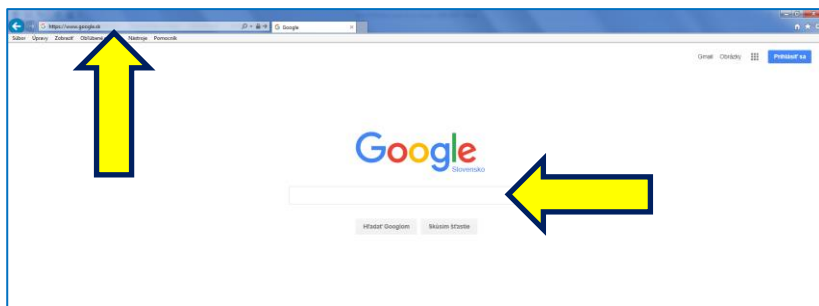 https://www.google.sk
G Google
Súbor Úpravy Zobraziť Obľúbené Nástroje Pomocník
Gmail Obrázky Prihlásiť sa
Google
Slovensko
Hľadať Googlom Skúsim šťastie